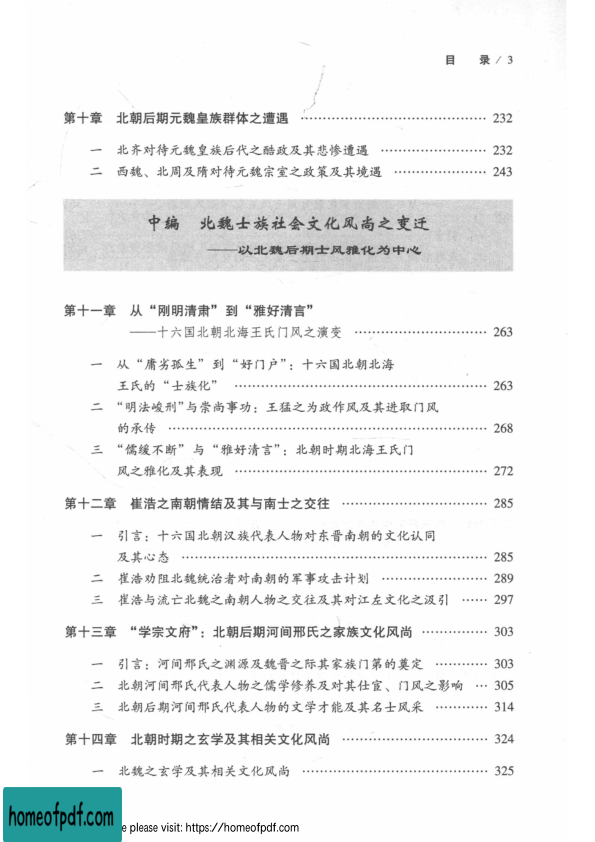 目 录 / 3
第十章 北朝后期元魏皇族群体之遭遇 …………………………………… 232
一 北齐对待元魏皇族后代之酷政及其悲惨遭遇 …………………… 232
二 西魏、北周及隋对待元魏宗室之政策及其境遇 ………………… 243
中编 北魏士族社会文化风尚之变迁
——以北魏后期士风雅化为中心
第十一章 从“刚明清肃”到“雅好清言”
——十六国北朝北海王氏门风之演变 ………………………… 263
一 从“庸劣孤生”到“好门户”:十六国北朝北海
王氏的“士族化” ………………………………………………… 263
二 “明法峻刑”与崇尚事功:王猛之为政作风及其进取门风
的承传 …………………………………………………………… 268
三 “儒缓不断”与“雅好清言”:北朝时期北海王氏门
风之雅化及其表现 ………………………………………………… 272
第十二章 崔浩之南朝情结及其与南士之交往 …………………………… 285
一 引言:十六国北朝汉族代表人物对东晋南朝的文化认同
及其心态 ………………………………………………………… 285
二 崔浩劝阻北魏统治者对南朝的军事攻击计划 ………………………… 289
三 崔浩与流亡北魏之南朝人物之交往及其对江左文化之汲引 …… 297
第十三章 “学宗文府”:北朝后期河间邢氏之家族文化风尚 …………… 303
一 引言:河间邢氏之渊源及魏晋之际其家族门第的奠定 ………… 303
二 北朝河间邢氏代表人物之儒学修养及对其仕宦、门风之影响 … 305
三 北朝后期河间邢氏代表人物的文学才能及其名士风采 ………… 314
第十四章 北朝时期之玄学及其相关文化风尚 …………………………… 324
一 北魏之玄学及其相关文化风尚 …………………………………… 325
homeofpdf.com
e please visit: https://homeofpdf.com